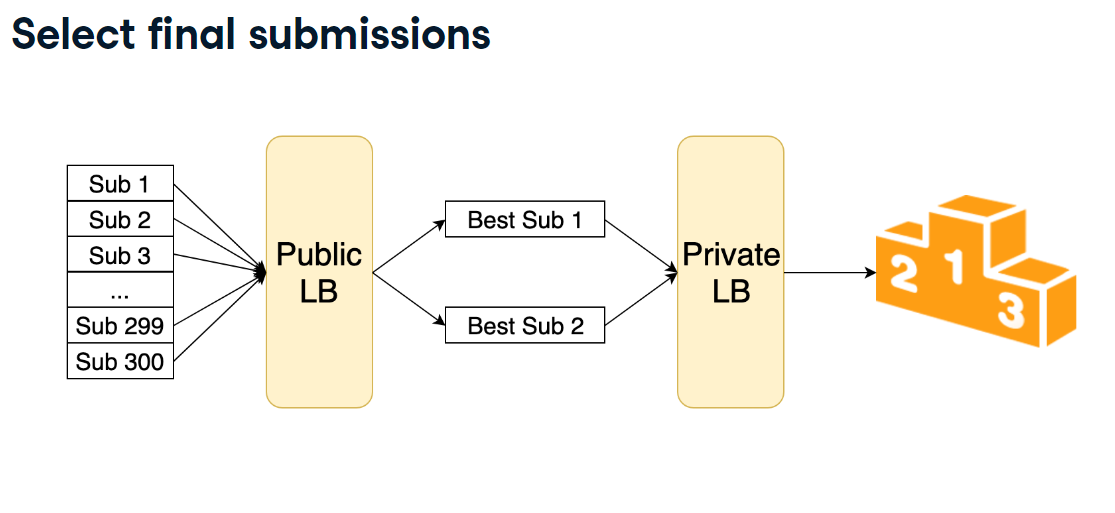 Select final submissions
Sub 1
Sub 2
Sub 3
...
Sub 299
Sub 300
Public
LB
Best Sub 1
Best Sub 2
Private
LB
2
1
3